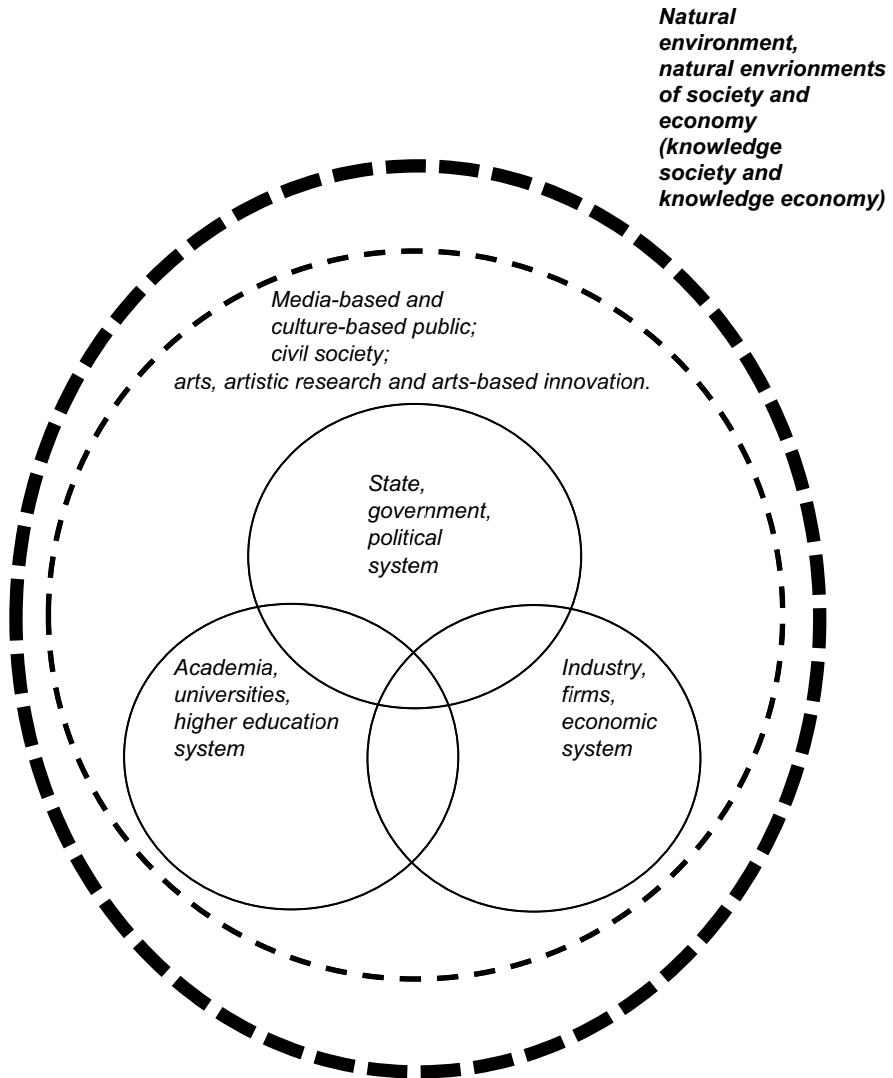 Natural
environment,
natural envrionments
of society and
economy
(knowledge
society and
knowledge economy)
Media-based and
culture-based public;
civil society;
arts, artistic research and arts-based innovation.
State,
government,
political
system
Academia,
universities,
higher education
system
Industry,
firms,
economic
system